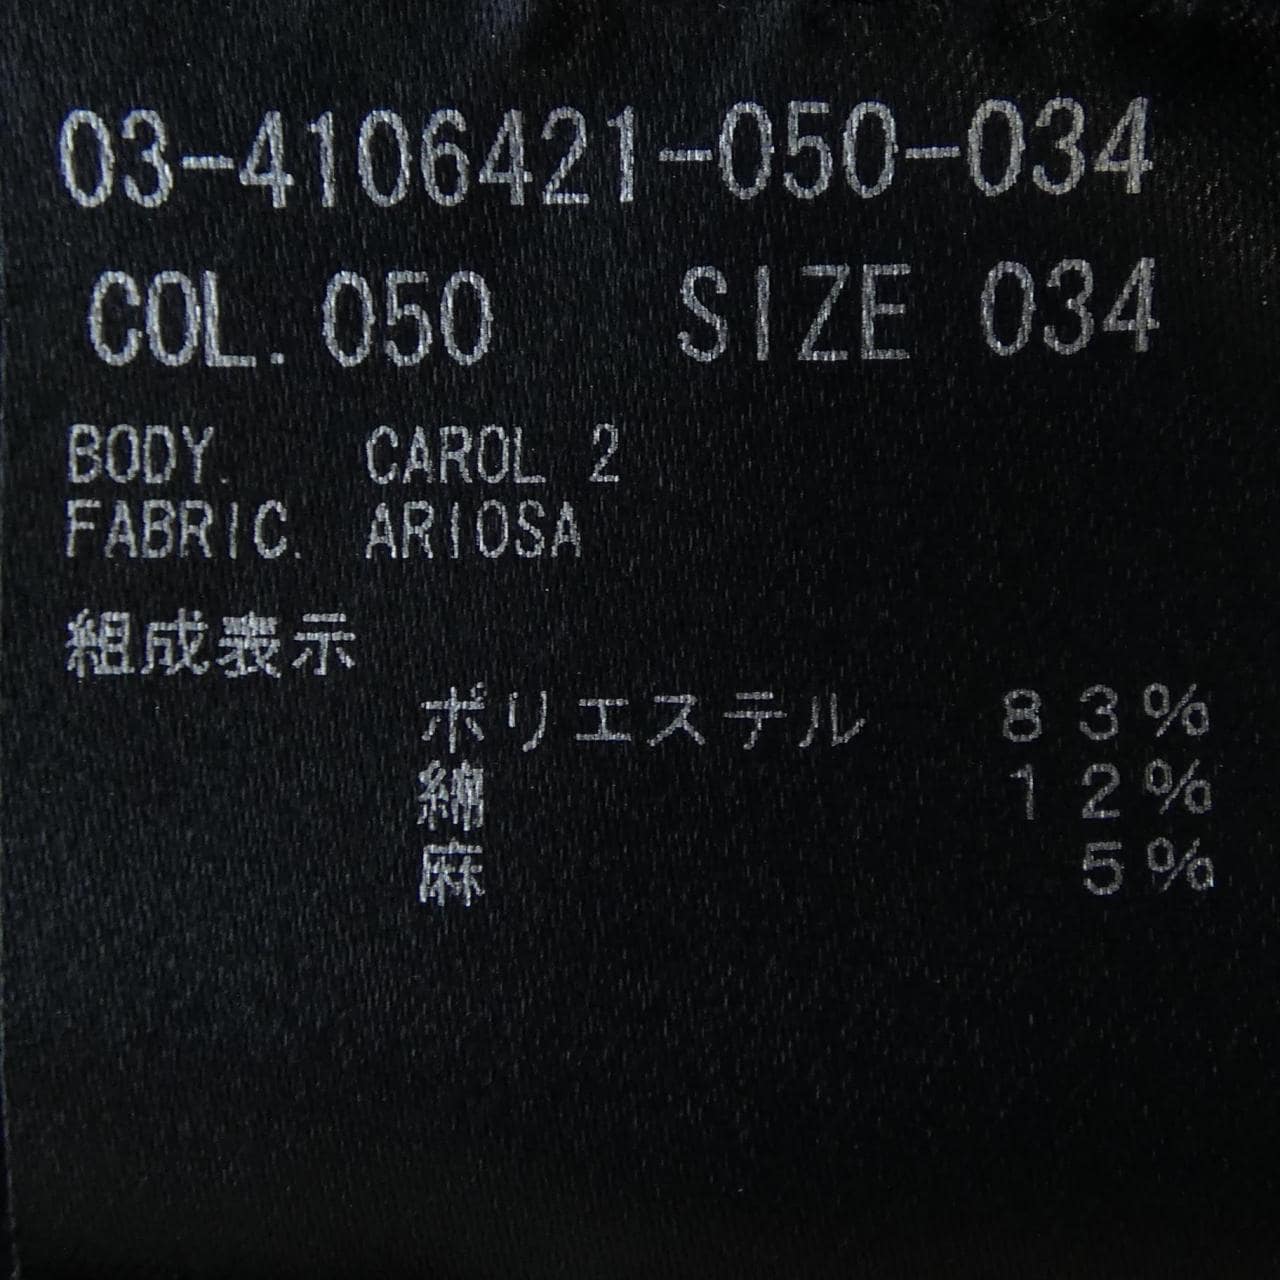 03-4106421-050-034
COL. 050 SIZE 034
BODY. CAROL 2
FABRIC. ARIOSA
組成表示
ポリエステル 83%
綿 12%
麻 5%